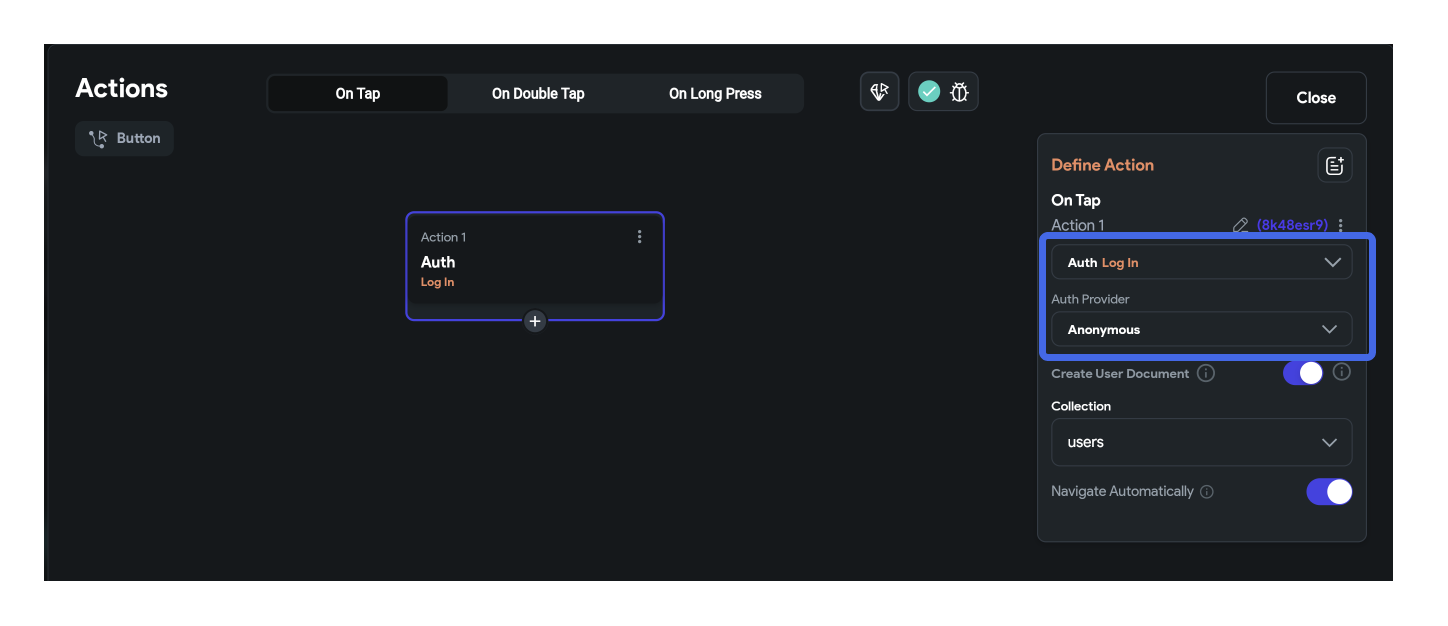 Actions
On Tap
On Double Tap
On Long Press
Close
Button
Action 1
Auth
Log In
Define Action
On Tap
Action 1 (8k48esr9)
Auth Log In
Auth Provider
Anonymous
Create User Document
Collection
users
Navigate Automatically